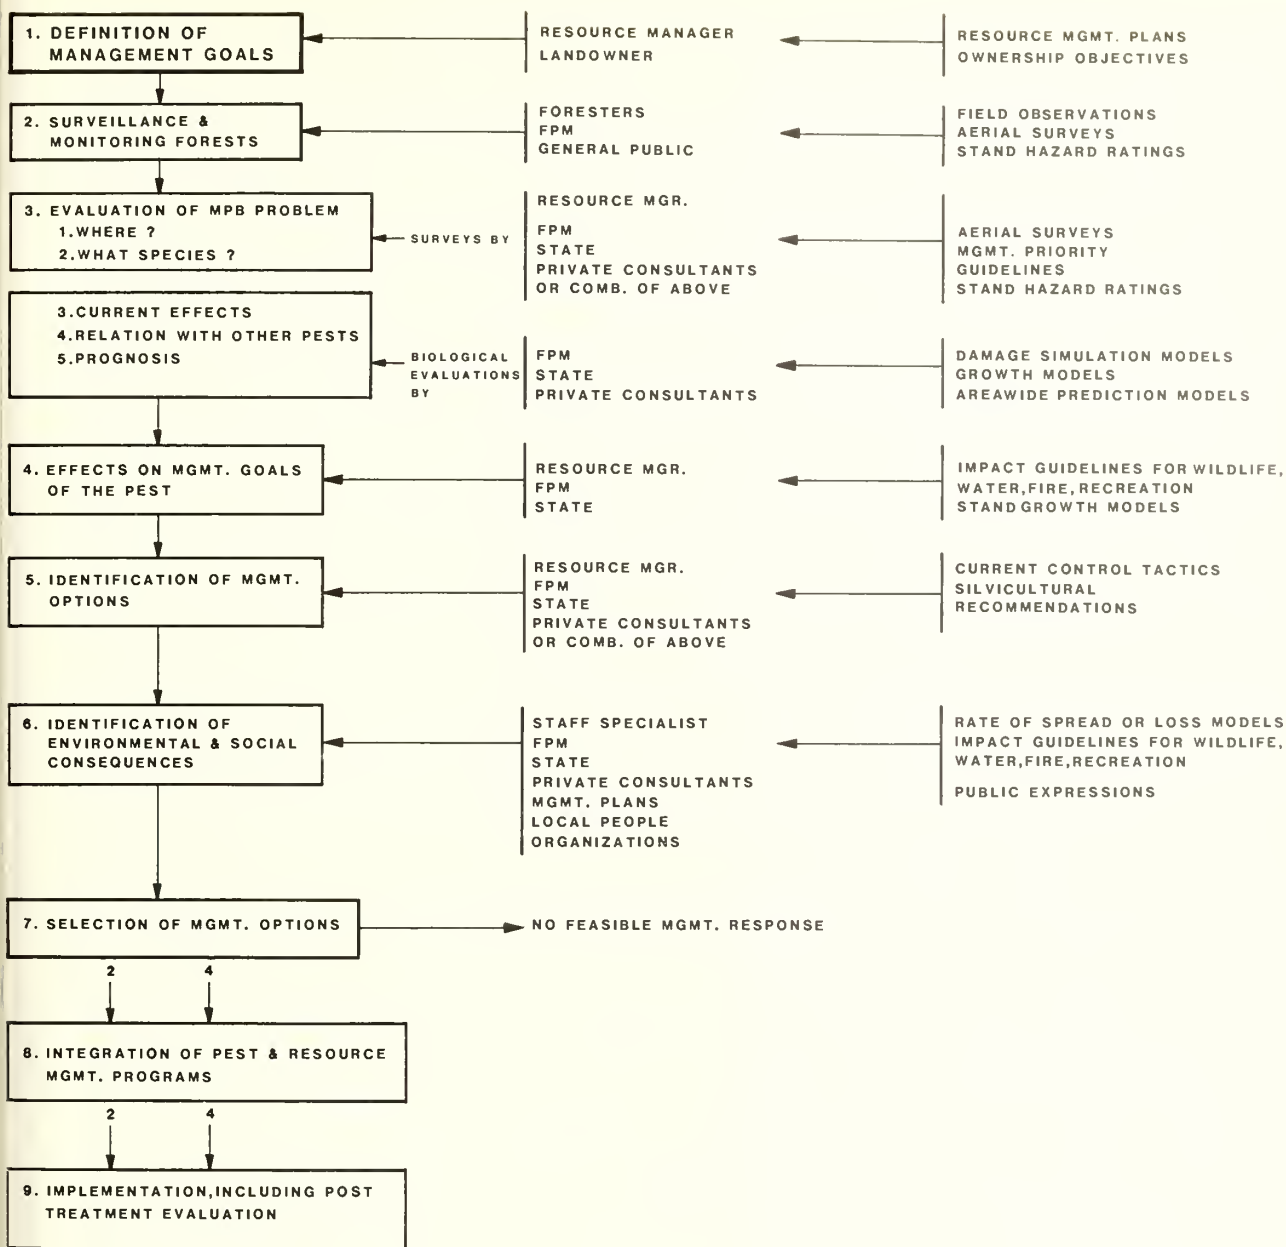 1. DEFINITION OF
MANAGEMENT GOALS
RESOURCE MANAGER
LANDOWNER
RESOURCE MGMT. PLANS
OWNERSHIP OBJECTIVES
2. SURVEILLANCE &
MONITORING FORESTS
FORESTERS
FPM
GENERAL PUBLIC
FIELD OBSERVATIONS
AERIAL SURVEYS
STAND HAZARD RATINGS
3. EVALUATION OF MPB PROBLEM
1. WHERE ?
2. WHAT SPECIES ?
SURVEYS BY
RESOURCE MGR.
FPM
STATE
PRIVATE CONSULTANTS
OR COMB. OF ABOVE
AERIAL SURVEYS
MGMT. PRIORITY
GUIDELINES
STAND HAZARD RATINGS
3. CURRENT EFFECTS
4. RELATION WITH OTHER PESTS
5. PROGNOSIS
BIOLOGICAL
EVALUATIONS
BY
FPM
STATE
PRIVATE CONSULTANTS
DAMAGE SIMULATION MODELS
GROWTH MODELS
AREAWIDE PREDICTION MODELS
4. EFFECTS ON MGMT. GOALS
OF THE PEST
RESOURCE MGR.
FPM
STATE
IMPACT GUIDELINES FOR WILDLIFE,
WATER, FIRE, RECREATION
STAND GROWTH MODELS
5. IDENTIFICATION OF MGMT.
OPTIONS
RESOURCE MGR.
FPM
STATE
PRIVATE CONSULTANTS
OR COMB. OF ABOVE
CURRENT CONTROL TACTICS
SILVICULTURAL
RECOMMENDATIONS
6. IDENTIFICATION OF
ENVIRONMENTAL & SOCIAL
CONSEQUENCES
STAFF SPECIALIST
FPM
STATE
PRIVATE CONSULTANTS
MGMT. PLANS
LOCAL PEOPLE
ORGANIZATIONS
RATE OF SPREAD OR LOSS MODELS
IMPACT GUIDELINES FOR WILDLIFE,
WATER, FIRE, RECREATION
PUBLIC EXPRESSIONS
7. SELECTION OF MGMT. OPTIONS
NO FEASIBLE MGMT. RESPONSE
2 4
8. INTEGRATION OF PEST & RESOURCE
MGMT. PROGRAMS
2 4
9. IMPLEMENTATION, INCLUDING POST
TREATMENT EVALUATION